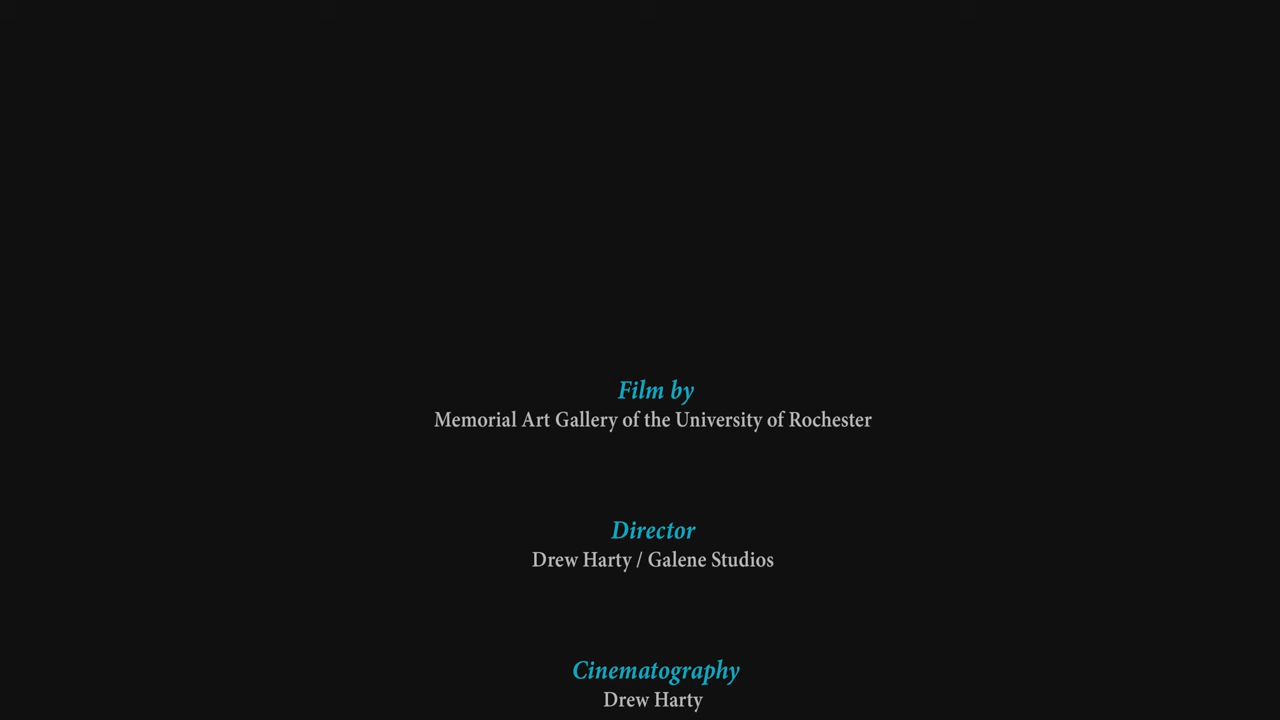 Film by
Memorial Art Gallery of the University of Rochester
Director
Drew Harty / Galene Studios
Cinematography
Drew Harty